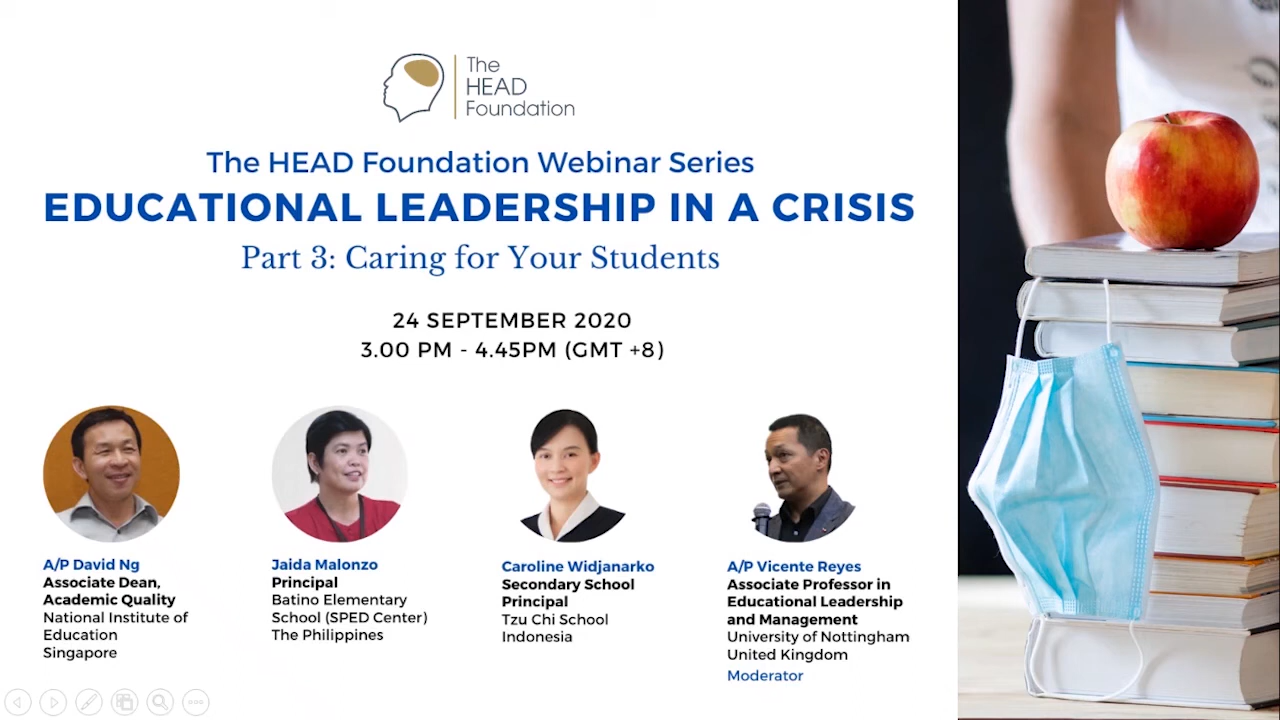 The
HEAD
Foundation
The HEAD Foundation Webinar Series
EDUCATIONAL LEADERSHIP IN A CRISIS
Part 3: Caring for Your Students
24 SEPTEMBER 2020
3.00 PM - 4.45PM (GMT +8)
A/P David Ng
Associate Dean,
Academic Quality
National Institute of
Education
Singapore
Jaida Malonzo
Principal
Batino Elementary
School (SPED Center)
The Philippines
Caroline Widjanarko
Secondary School
Principal
Tzu Chi School
Indonesia
A/P Vicente Reyes
Associate Professor in
Educational Leadership
and Management
University of Nottingham
United Kingdom
Moderator